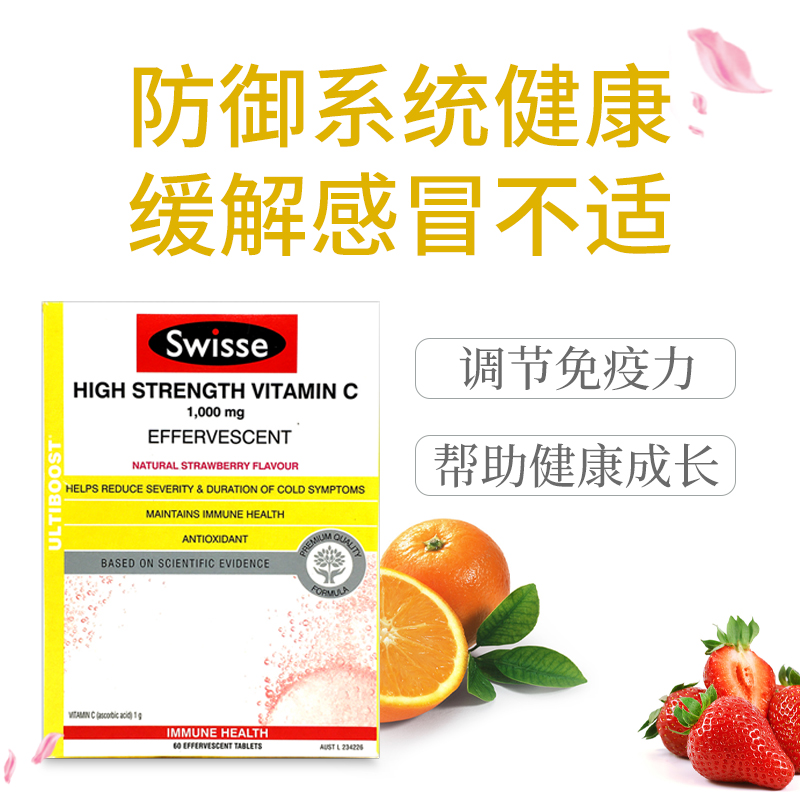 防御系统健康
缓解感冒不适
Swisse
HIGH STRENGTH VITAMIN C
1,000 mg
EFFERVESCENT
NATURAL STRAWBERRY FLAVOUR
HELPS REDUCE SEVERITY & DURATION OF COLD SYMPTOMS
MAINTAINS IMMUNE HEALTH
ANTIOXIDANT
BASED ON SCIENTIFIC EVIDENCE
PREMIUM QUALITY
FORMULA
ULTIBOOST
VITAMIN C (ascorbic acid) 1 g
IMMUNE HEALTH
60 EFFERVESCENT TABLETS
AUST L 234226
调节免疫力
帮助健康成长